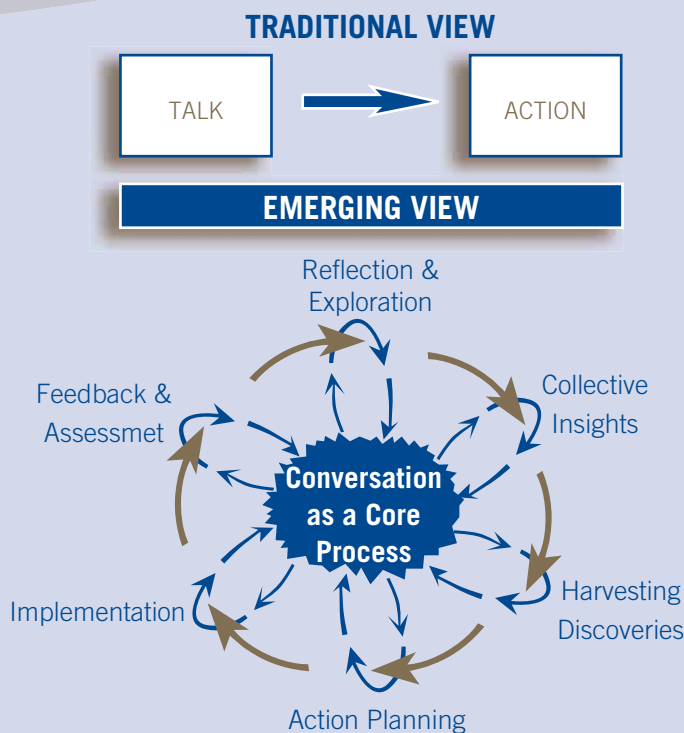 TRADITIONAL VIEW
TALK
ACTION
EMERGING VIEW
Reflection &
Exploration
Collective
Insights
Feedback &
Assessmet
Conversation
as a Core
Process
Harvesting
Discoveries
Implementation
Action Planning